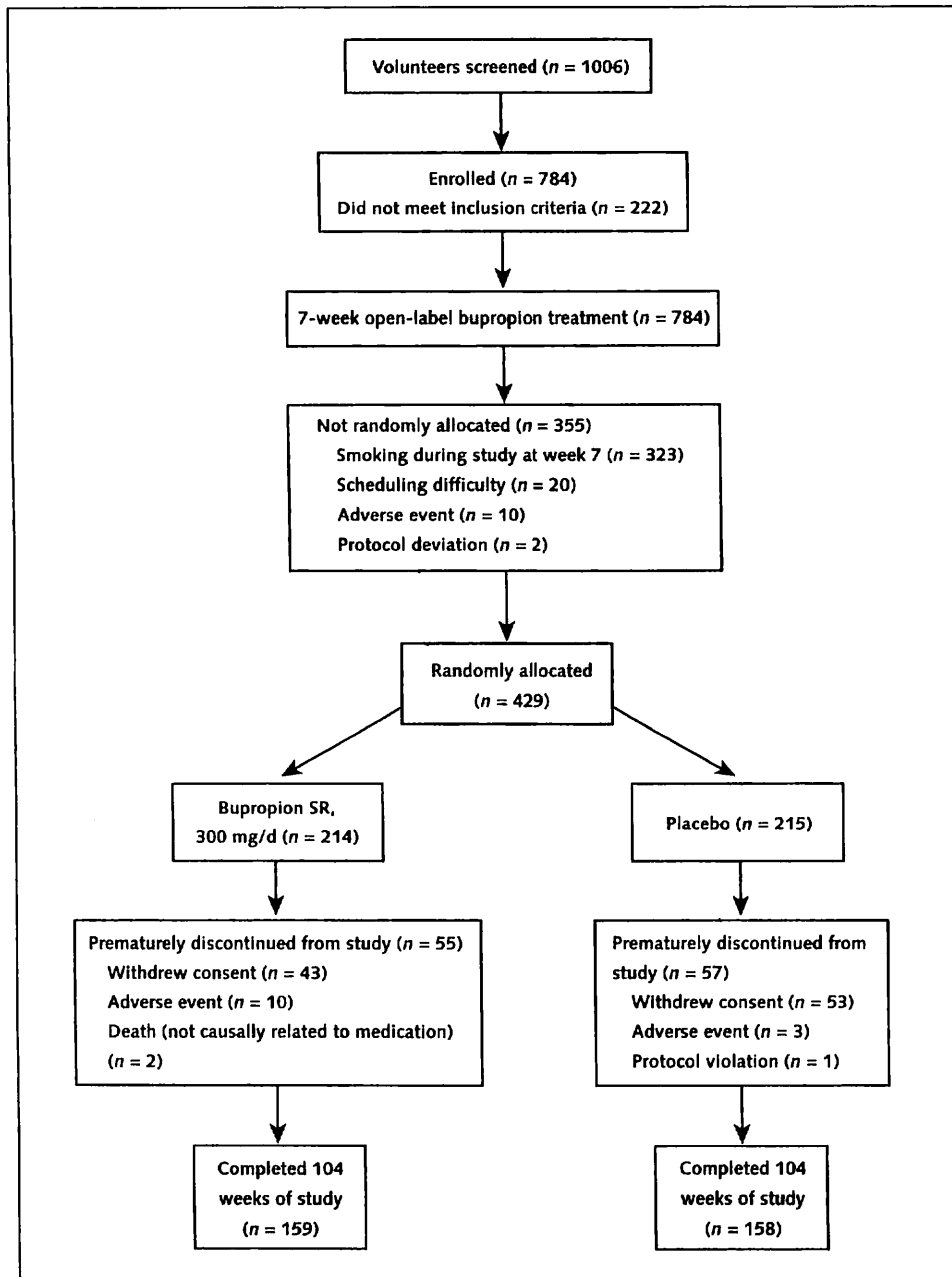 Volunteers screened (n = 1006)
Enrolled (n = 784)
Did not meet inclusion criteria (n = 222)
7-week open-label bupropion treatment (n = 784)
Not randomly allocated (n = 355)
Smoking during study at week 7 (n = 323)
Scheduling difficulty (n = 20)
Adverse event (n = 10)
Protocol deviation (n = 2)
Randomly allocated
(n = 429)
Bupropion SR,
300 mg/d (n = 214)
Placebo (n = 215)
Prematurely discontinued from study (n = 55)
Withdrew consent (n = 43)
Adverse event (n = 10)
Death (not causally related to medication)
(n = 2)
Prematurely discontinued from
study (n = 57)
Withdrew consent (n = 53)
Adverse event (n = 3)
Protocol violation (n = 1)
Completed 104
weeks of study
(n = 159)
Completed 104
weeks of study
(n = 158)